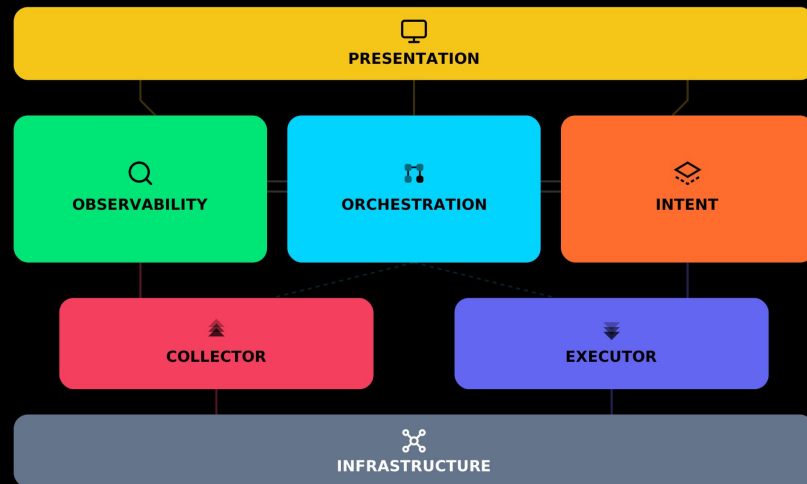 PRESENTATION
OBSERVABILITY
ORCHESTRATION
INTENT
COLLECTOR
EXECUTOR
INFRASTRUCTURE